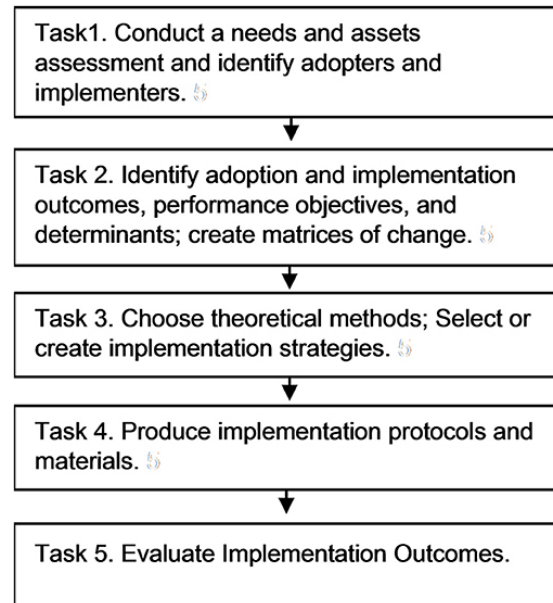 Task1. Conduct a needs and assets
assessment and identify adopters and
implementers.
Task 2. Identify adoption and implementation
outcomes, performance objectives, and
determinants; create matrices of change.
Task 3. Choose theoretical methods; Select or
create implementation strategies.
Task 4. Produce implementation protocols and
materials.
Task 5. Evaluate Implementation Outcomes.